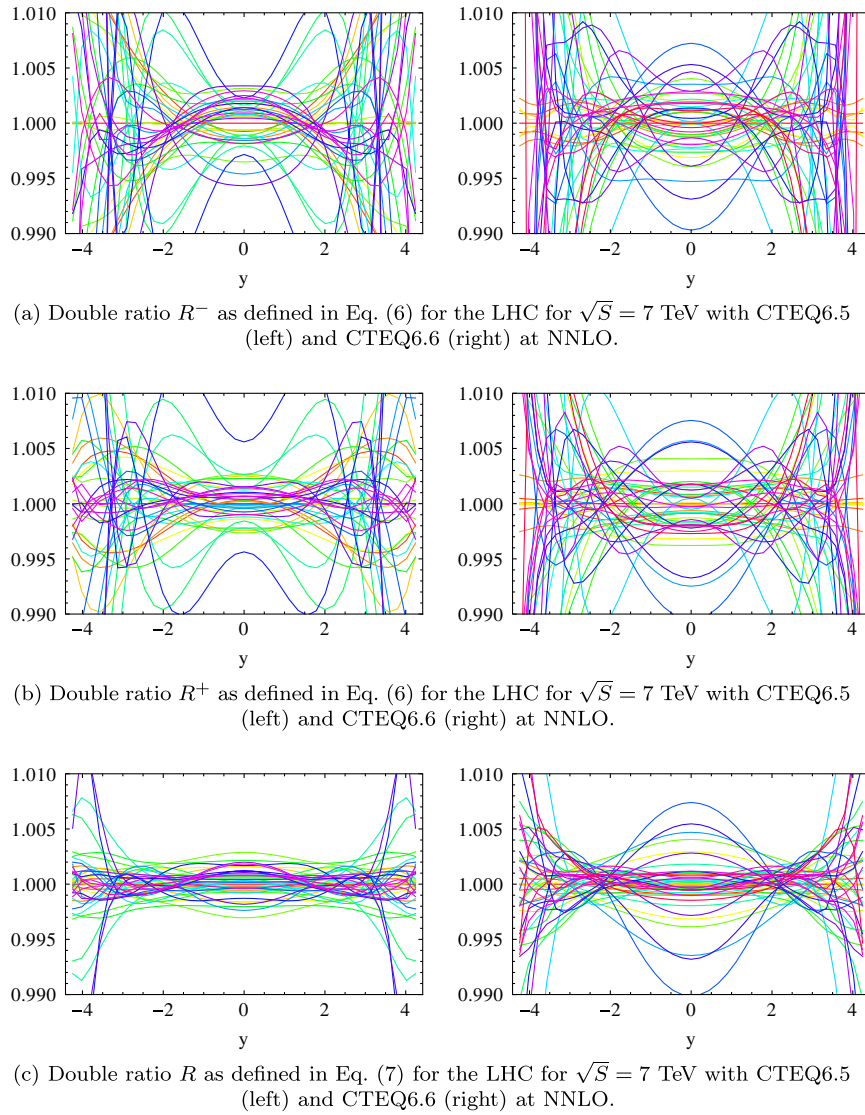 1.010 1.010
1.005 1.005
1.000 1.000
0.995 0.995
0.990 0.990
−4 −2 0 2 4 −4 −2 0 2 4
y y
(a) Double ratio R− as defined in Eq. (6) for the LHC for √S = 7 TeV with CTEQ6.5
(left) and CTEQ6.6 (right) at NNLO.
1.010 1.010
1.005 1.005
1.000 1.000
0.995 0.995
0.990 0.990
−4 −2 0 2 4 −4 −2 0 2 4
y y
(b) Double ratio R+ as defined in Eq. (6) for the LHC for √S = 7 TeV with CTEQ6.5
(left) and CTEQ6.6 (right) at NNLO.
1.010 1.010
1.005 1.005
1.000 1.000
0.995 0.995
0.990 0.990
−4 −2 0 2 4 −4 −2 0 2 4
y y
(c) Double ratio R as defined in Eq. (7) for the LHC for √S = 7 TeV with CTEQ6.5
(left) and CTEQ6.6 (right) at NNLO.